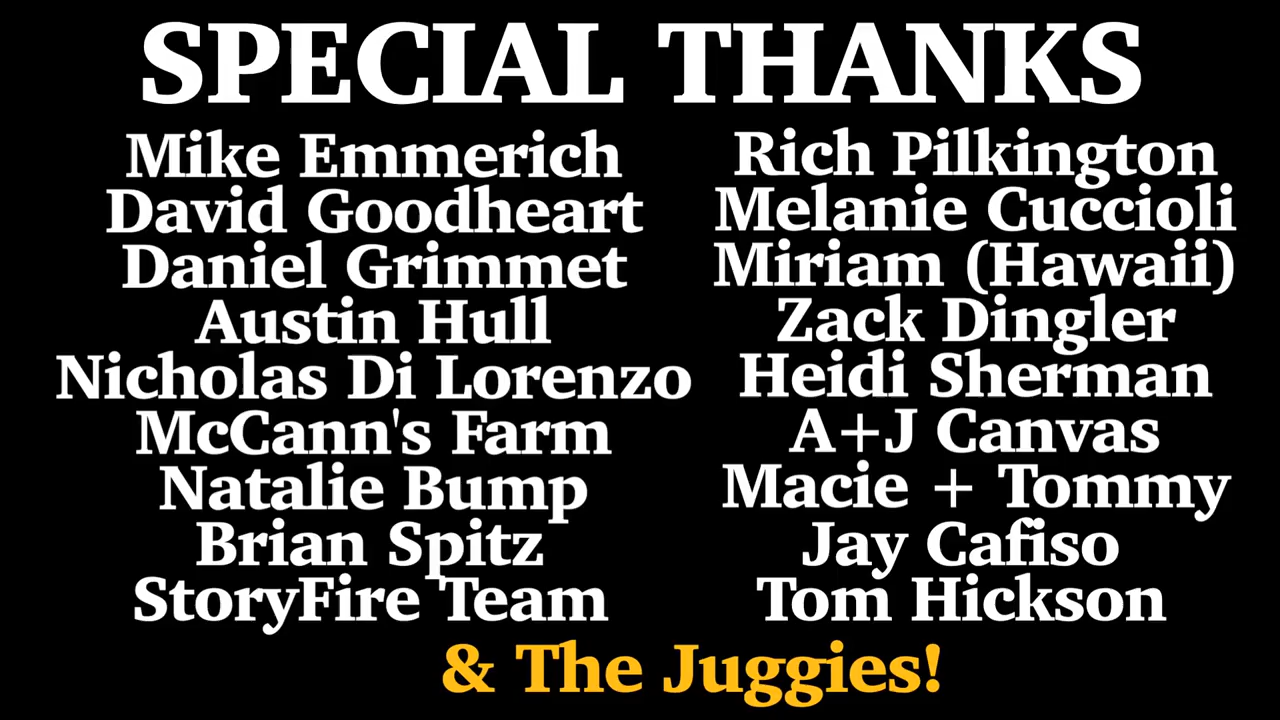 SPECIAL THANKS
Mike Emmerich
David Goodheart
Daniel Grimmet
Austin Hull
Nicholas Di Lorenzo
McCann's Farm
Natalie Bump
Brian Spitz
StoryFire Team
Rich Pilkington
Melanie Cuccioli
Miriam (Hawaii)
Zack Dingler
Heidi Sherman
A+J Canvas
Macie + Tommy
Jay Cafiso
Tom Hickson
& The Juggies!